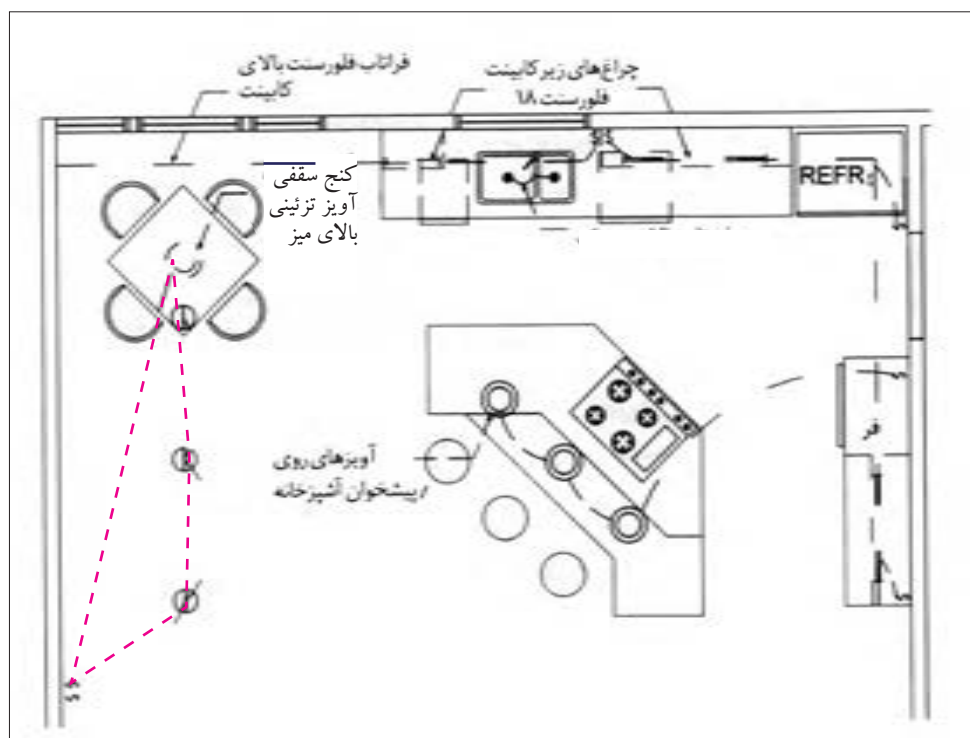 فراتاب فلورسنت بالای
کابینت
چراغ‌های زیر کابینت
فلورسنت ۱۸
کنج سقفی
آویز تزئینی
بالای میز
REFR.
فر
آویزهای روی
پیشخوان آشپزخانه